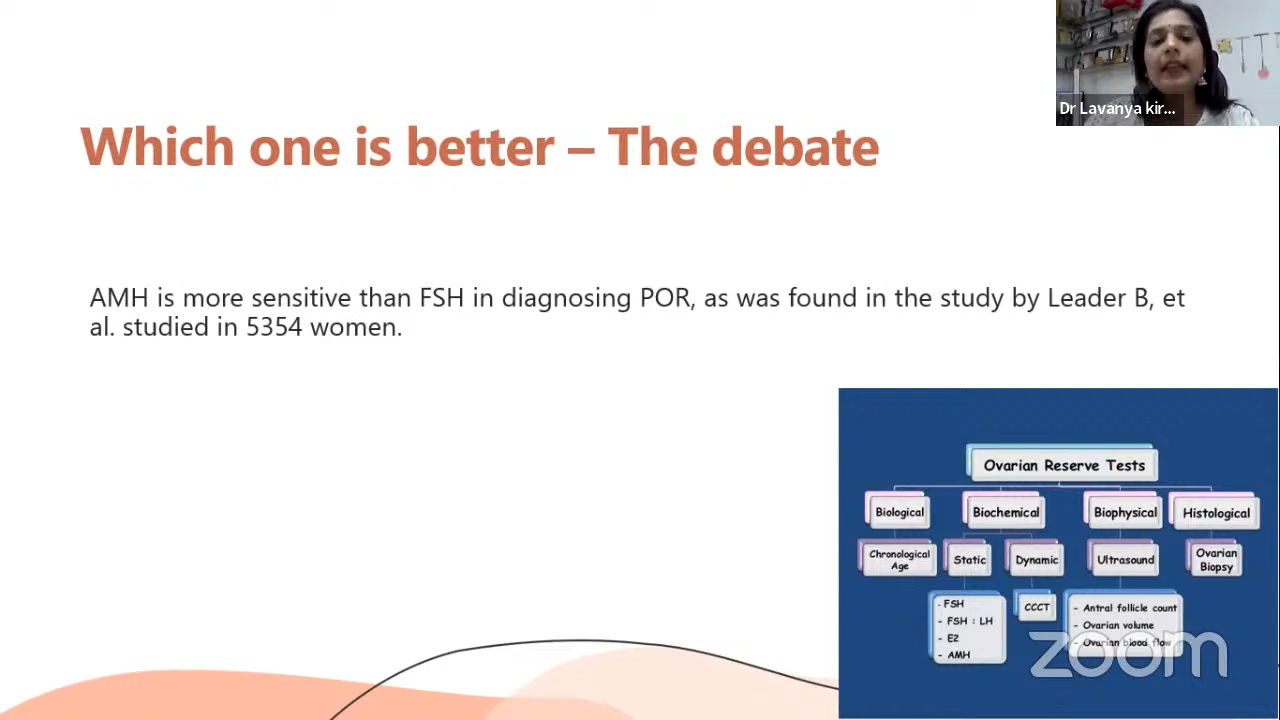 Dr Lavanya kir...
Which one is better – The debate
AMH is more sensitive than FSH in diagnosing POR, as was found in the study by Leader B, et
al. studied in 5354 women.
Ovarian Reserve Tests
Biological
Biochemical
Biophysical
Histological
Chronological
Age
Static
Dynamic
Ultrasound
Ovarian
Biopsy
- FSH
- FSH : LH
- E2
- AMH
CCCT
- Antral follicle count
- Ovarian volume
- Ovarian blood flow
zoom